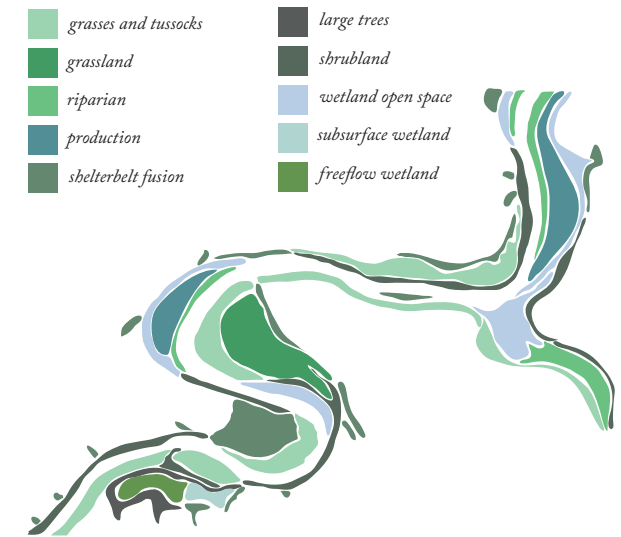 grasses and tussocks
grassland
riparian
production
shelterbelt fusion
large trees
shrubland
wetland open space
subsurface wetland
freeflow wetland